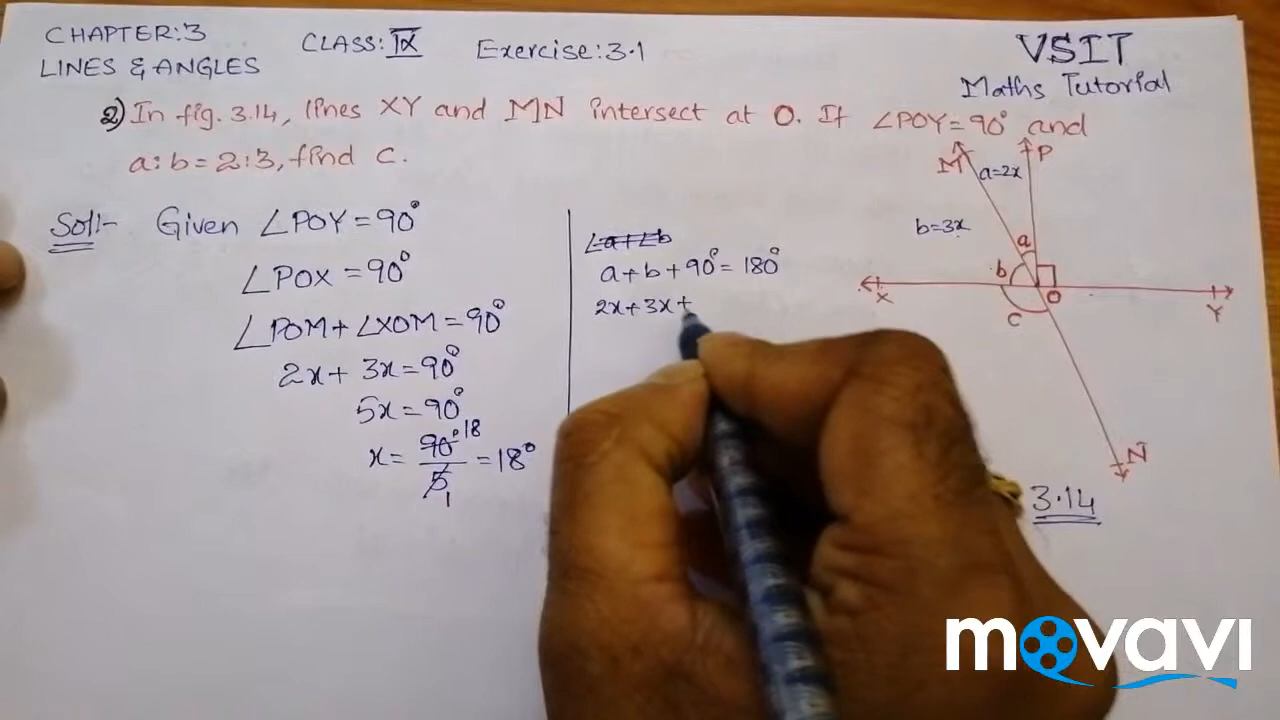 CHAPTER:3
LINES & ANGLES
CLASS: IX
Exercise:3.1
VSIT
Maths Tutorial
2) In fig. 3.14, lines XY and MN intersect at O. If ∠POY=90° and
a:b=2:3, find c.
Sol:- Given ∠POY=90°
∠POX=90°
∠POM+∠XOM=90°
2x+3x=90°
5x=90°
x=90°/5=18°
18
1
∠a+∠b
a+b+90°=180°
2x+3x+
M
P
a=2x
b=3x
a
b
O
X
Y
C
N
3.14
movavi